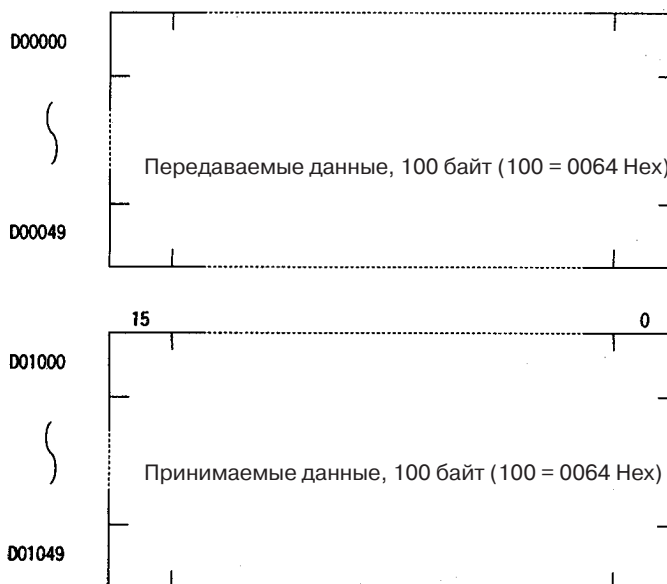 D00000
Передаваемые данные, 100 байт (100 = 0064 Hex)
D00049
15 0
D01000
Принимаемые данные, 100 байт (100 = 0064 Hex)
D01049